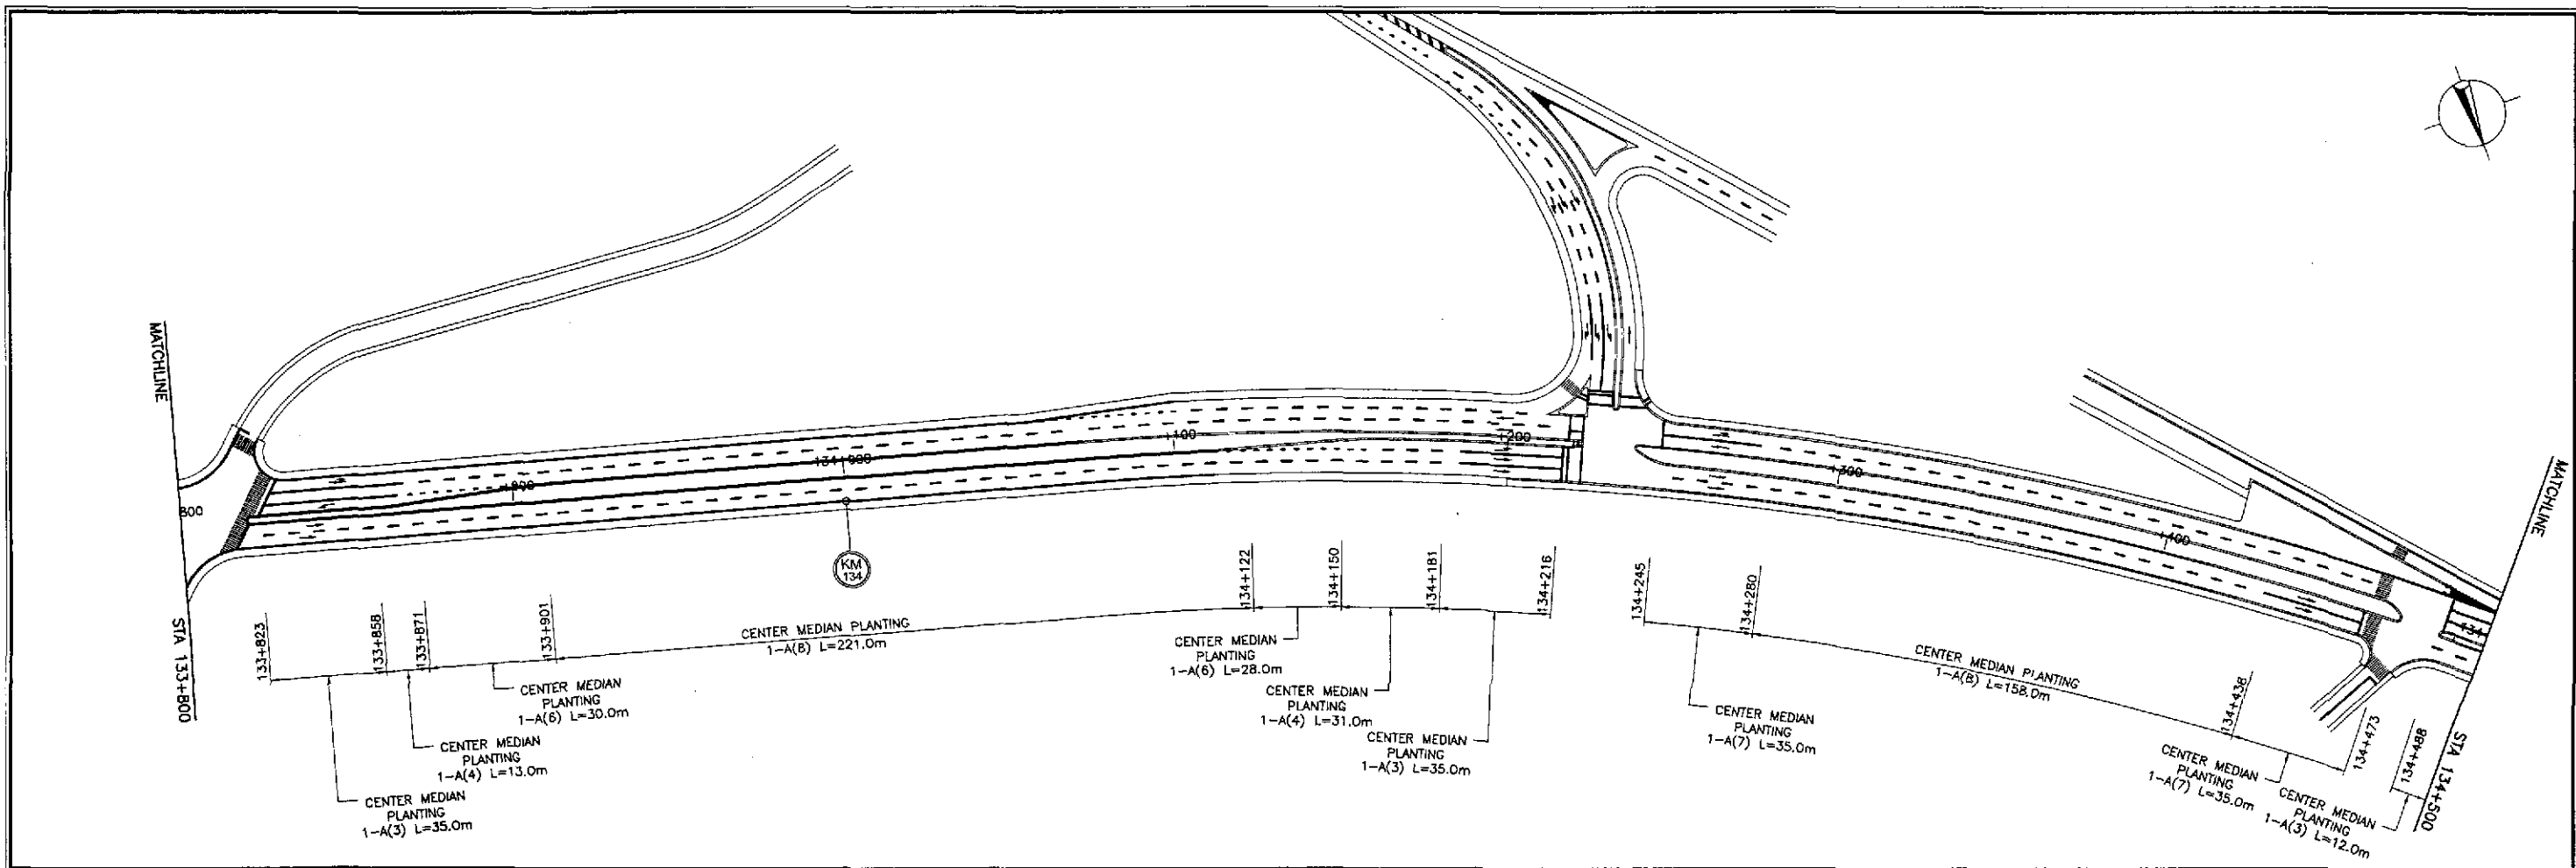 MATCHLINE
STA 133+800
800
+900
134+000
+100
+200
+300
+400
134
KM
134
133+823
133+858
133+871
133+901
134+122
134+150
134+181
134+216
134+245
134+280
134+438
134+473
134+488
CENTER MEDIAN
PLANTING
1-A(3) L=35.0m
CENTER MEDIAN
PLANTING
1-A(4) L=13.0m
CENTER MEDIAN
PLANTING
1-A(6) L=30.0m
CENTER MEDIAN PLANTING
1-A(8) L=221.0m
CENTER MEDIAN
PLANTING
1-A(6) L=28.0m
CENTER MEDIAN
PLANTING
1-A(4) L=31.0m
CENTER MEDIAN
PLANTING
1-A(3) L=35.0m
CENTER MEDIAN
PLANTING
1-A(7) L=35.0m
CENTER MEDIAN PLANTING
1-A(8) L=158.0m
CENTER MEDIAN
PLANTING
1-A(7) L=35.0m
CENTER MEDIAN
PLANTING
1-A(3) L=12.0m
MATCHLINE
STA 134+500